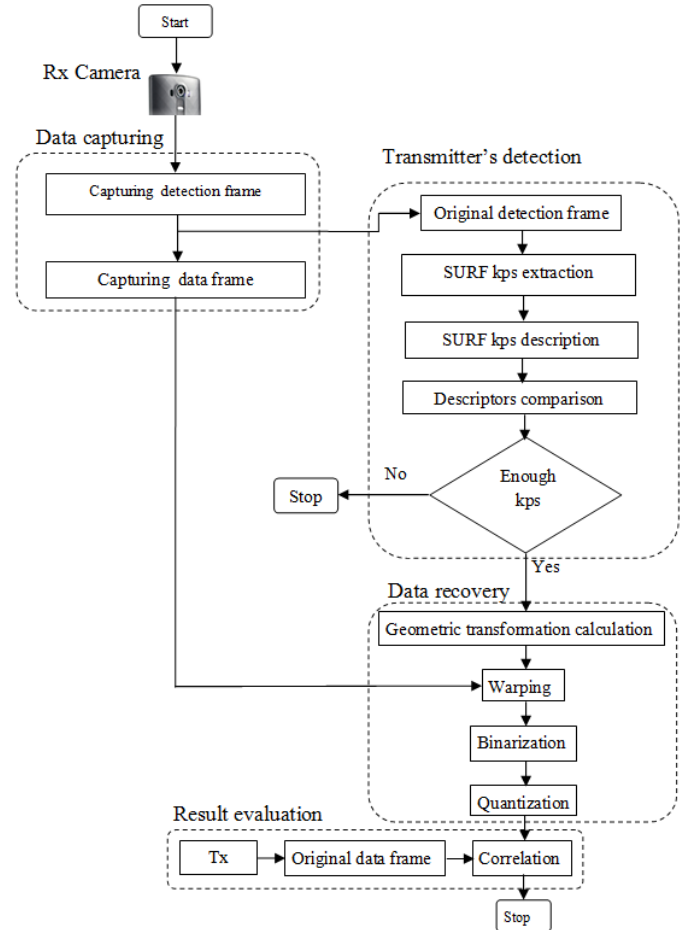 Start
Rx Camera
Data capturing
Capturing detection frame
Capturing data frame
Transmitter's detection
Original detection frame
SURF kps extraction
SURF kps description
Descriptors comparison
Enough
kps
No
Stop
Yes
Data recovery
Geometric transformation calculation
Warping
Binarization
Quantization
Result evaluation
Tx
Original data frame
Correlation
Stop